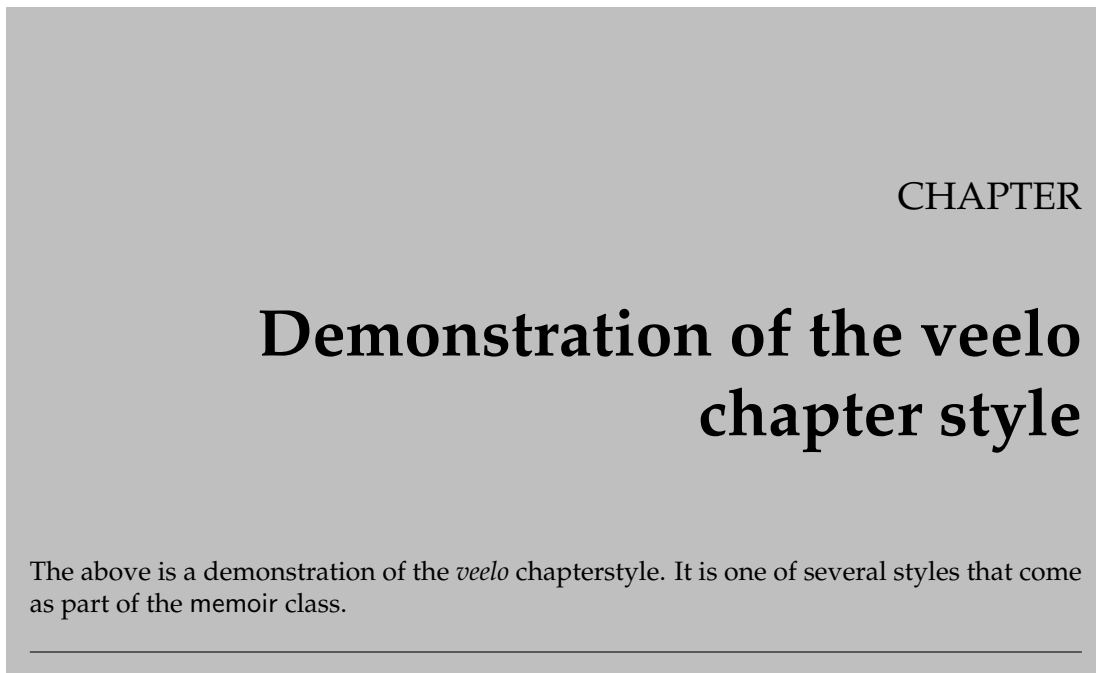 CHAPTER
Demonstration of the veelo
chapter style
The above is a demonstration of the veelo chapterstyle. It is one of several styles that come
as part of the memoir class.